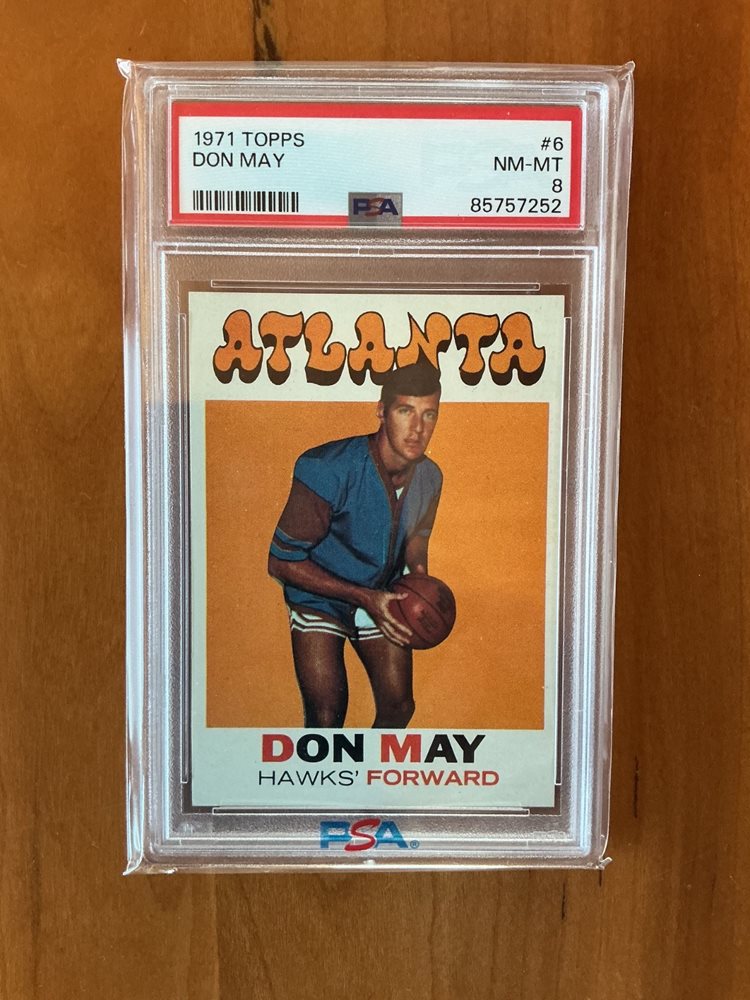 1971 TOPPS
DON MAY
#6
NM-MT
8
85757252
PSA
ATLANTA
DON MAY
HAWKS' FORWARD
PSA®